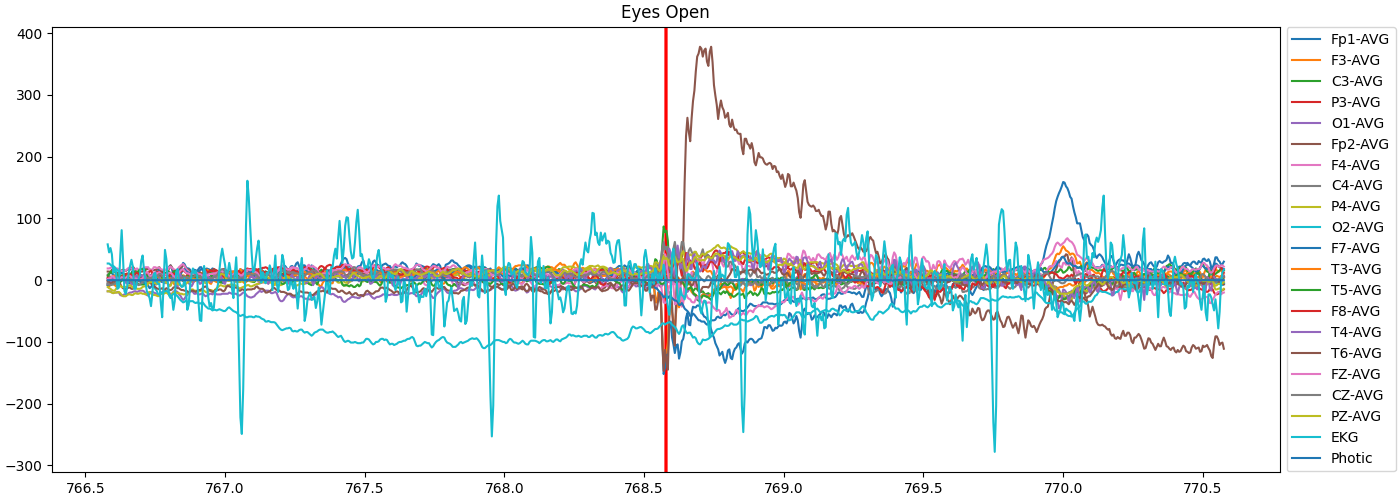 Eyes Open
400
300
200
100
0
−100
−200
−300
766.5 767.0 767.5 768.0 768.5 769.0 769.5 770.0 770.5
Fp1-AVG
F3-AVG
C3-AVG
P3-AVG
O1-AVG
Fp2-AVG
F4-AVG
C4-AVG
P4-AVG
O2-AVG
F7-AVG
T3-AVG
T5-AVG
F8-AVG
T4-AVG
T6-AVG
FZ-AVG
CZ-AVG
PZ-AVG
EKG
Photic